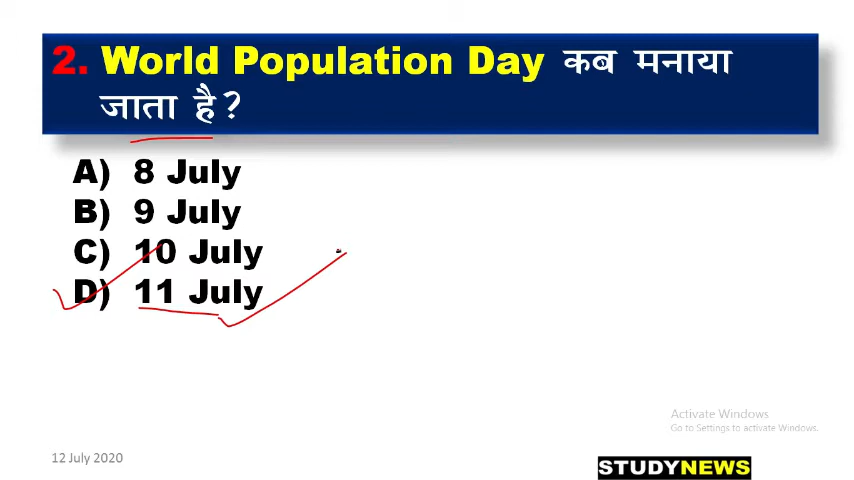 2. World Population Day कब मनाया
जाता है?
A) 8 July
B) 9 July
C) 10 July
D) 11 July
Activate Windows
Go to Settings to activate Windows.
12 July 2020
STUDYNEWS